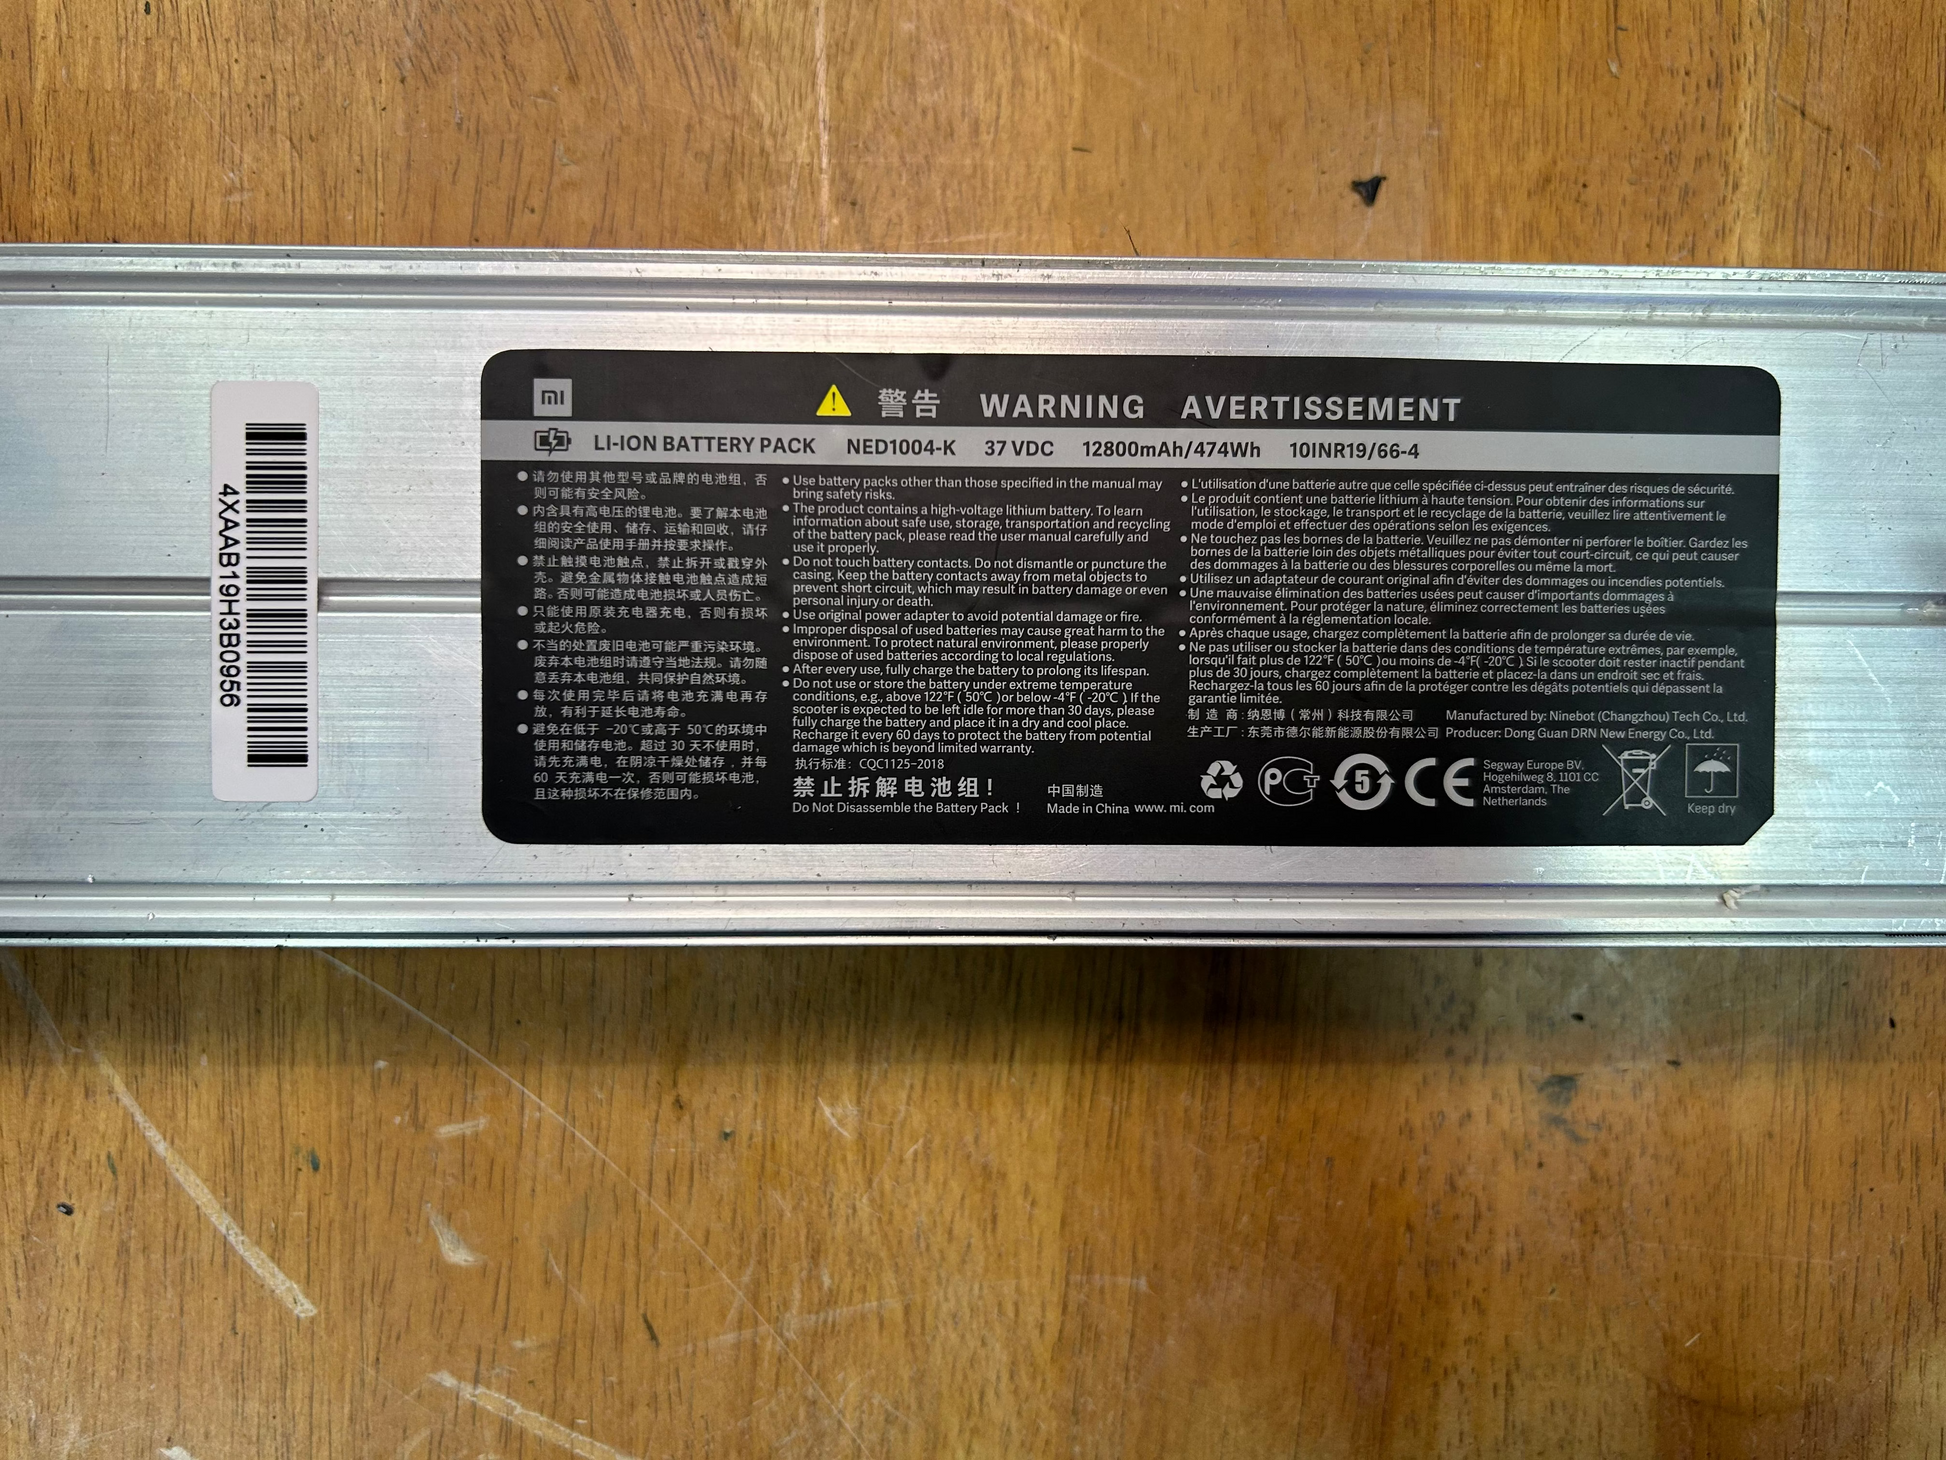 4XAAB19H3B0956
mi
警告 WARNING AVERTISSEMENT
LI-ION BATTERY PACK NED1004-K 37 VDC 12800mAh/474Wh 10INR19/66-4
● 请勿使用其他型号或品牌的电池组，否
则可能有安全风险。
● 内含具有高电压的锂电池。要了解本电池
组的安全使用、储存、运输和回收，请仔
细阅读产品使用手册并按要求操作。
● 禁止触摸电池触点，禁止拆开或戳穿外
壳。避免金属物体接触电池触点造成短
路。否则可能造成电池损坏或人员伤亡。
● 只能使用原装充电器充电，否则有损坏
或起火危险。
● 不当的处置废旧电池可能严重污染环境。
废弃本电池组时请遵守当地法规。请勿随
意丢弃本电池组，共同保护自然环境。
● 每次使用完毕后请将电池充满电再存
放，有利于延长电池寿命。
● 避免在低于 -20℃或高于 50℃的环境中
使用和储存电池。超过 30 天不使用时，
请先充满电，在阴凉干燥处储存，并每
60 天充满电一次，否则可能损坏电池，
且这种损坏不在保修范围内。
● Use battery packs other than those specified in the manual may
bring safety risks.
● The product contains a high-voltage lithium battery. To learn
information about safe use, storage, transportation and recycling
of the battery pack, please read the user manual carefully and
use it properly.
● Do not touch battery contacts. Do not dismantle or puncture the
casing. Keep the battery contacts away from metal objects to
prevent short circuit, which may result in battery damage or even
personal injury or death.
● Use original power adapter to avoid potential damage or fire.
● Improper disposal of used batteries may cause great harm to the
environment. To protect natural environment, please properly
dispose of used batteries according to local regulations.
● After every use, fully charge the battery to prolong its lifespan.
● Do not use or store the battery under extreme temperature
conditions, e.g., above 122°F ( 50℃ )or below -4°F ( -20℃ ). If the
scooter is expected to be left idle for more than 30 days, please
fully charge the battery and place it in a dry and cool place.
Recharge it every 60 days to protect the battery from potential
damage which is beyond limited warranty.
执行标准：CQC1125-2018
禁止拆解电池组！
Do Not Disassemble the Battery Pack ！
中国制造
Made in China www. mi. com
● L'utilisation d'une batterie autre que celle spécifiée ci-dessus peut entraîner des risques de sécurité.
● Le produit contient une batterie lithium à haute tension. Pour obtenir des informations sur
l'utilisation, le stockage, le transport et le recyclage de la batterie, veuillez lire attentivement le
mode d'emploi et effectuer des opérations selon les exigences.
● Ne touchez pas les bornes de la batterie. Veuillez ne pas démonter ni perforer le boîtier. Gardez les
bornes de la batterie loin des objets métalliques pour éviter tout court-circuit, ce qui peut causer
des dommages à la batterie ou des blessures corporelles ou même la mort.
● Utilisez un adaptateur de courant original afin d'éviter des dommages ou incendies potentiels.
● Une mauvaise élimination des batteries usées peut causer d'importants dommages à
l'environnement. Pour protéger la nature, éliminez correctement les batteries usées
conformément à la réglementation locale.
● Après chaque usage, chargez complètement la batterie afin de prolonger sa durée de vie.
● Ne pas utiliser ou stocker la batterie dans des conditions de température extrêmes, par exemple,
lorsqu'il fait plus de 122°F ( 50℃ )ou moins de -4°F( -20℃ ). Si le scooter doit rester inactif pendant
plus de 30 jours, chargez complètement la batterie et placez-la dans un endroit sec et frais.
Rechargez-la tous les 60 jours afin de la protéger contre les dégâts potentiels qui dépassent la
garantie limitée.
制 造 商：纳恩博（常州）科技有限公司 Manufactured by: Ninebot (Changzhou) Tech Co., Ltd.
生产工厂：东莞市德尔能新能源股份有限公司 Producer: Dong Guan DRN New Energy Co., Ltd.
5
CE
Segway Europe BV.
Hogehilweg 8, 1101 CC
Amsterdam, The
Netherlands
Keep dry